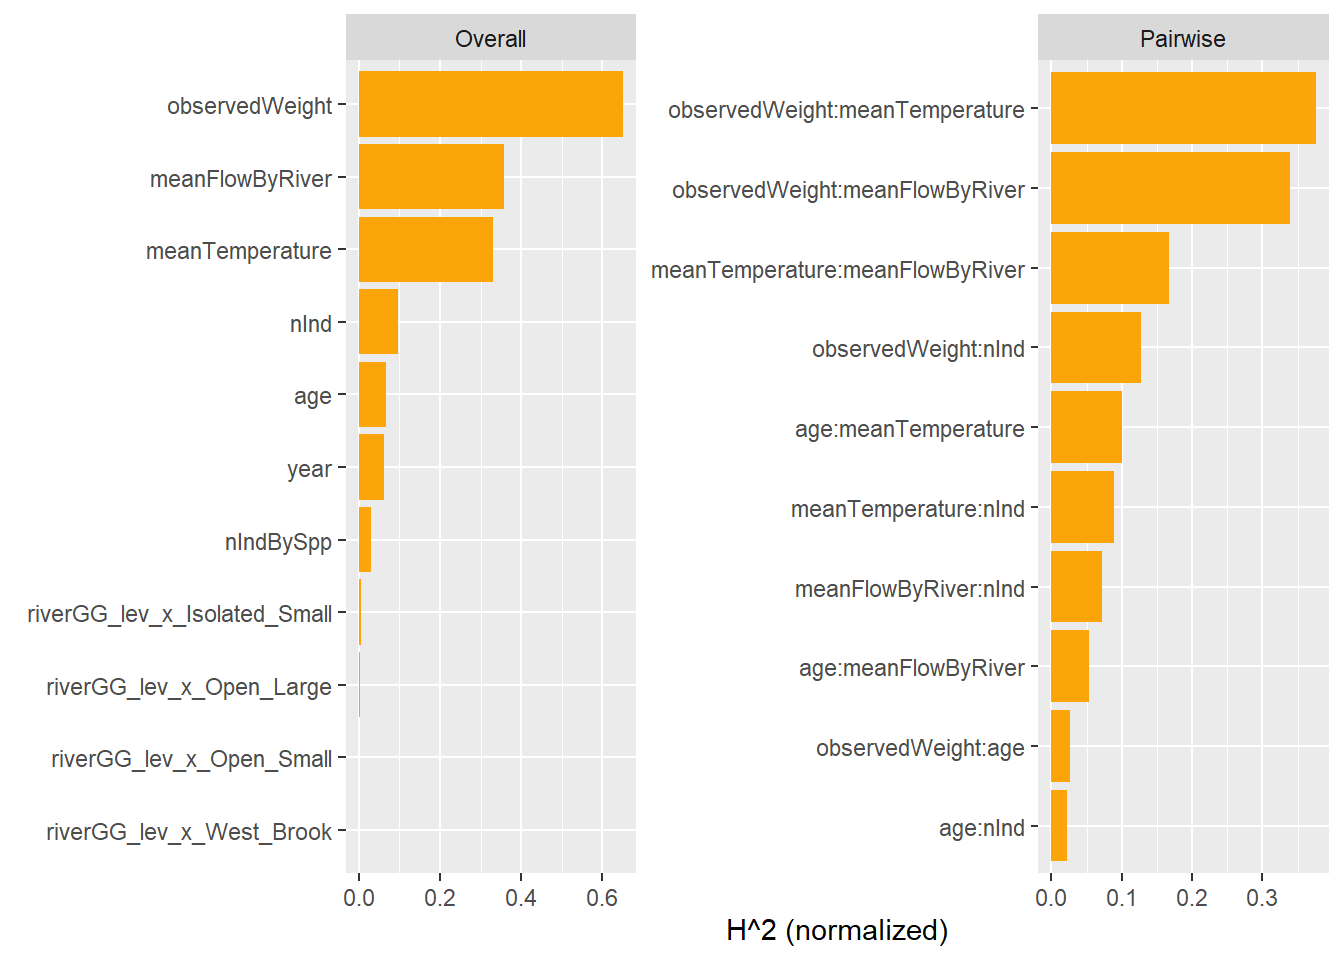 Overall
observedWeight
meanFlowByRiver
meanTemperature
nInd
age
year
nIndBySpp
riverGG_lev_x_Isolated_Small
riverGG_lev_x_Open_Large
riverGG_lev_x_Open_Small
riverGG_lev_x_West_Brook
0.0 0.2 0.4 0.6
Pairwise
observedWeight:meanTemperature
observedWeight:meanFlowByRiver
meanTemperature:meanFlowByRiver
observedWeight:nInd
age:meanTemperature
meanTemperature:nInd
meanFlowByRiver:nInd
age:meanFlowByRiver
observedWeight:age
age:nInd
0.0 0.1 0.2 0.3
H^2 (normalized)